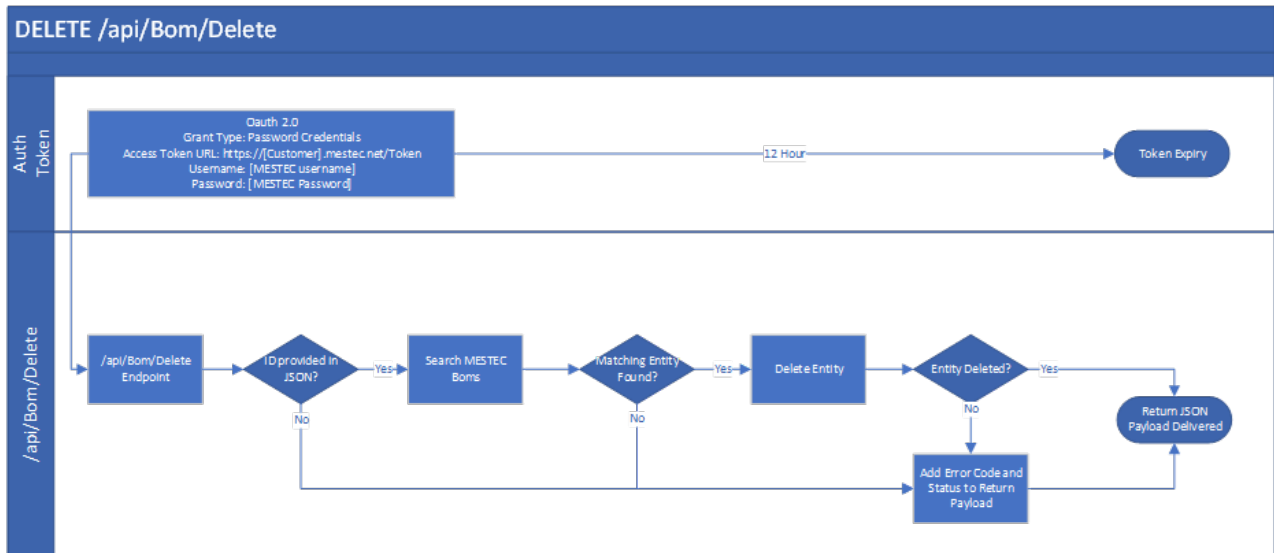 DELETE /api/Bom/Delete
Auth
Token
Oauth 2.0
Grant Type: Password Credentials
Access Token URL: https://[Customer].mestec.net/Token
Username: [MESTEC username]
Password: [MESTEC Password]
12 Hour
Token Expiry
/api/Bom/Delete
/api/Bom/Delete
Endpoint
ID provided in
JSON?
Yes
Search MESTEC
Boms
Matching Entity
Found?
Yes
Delete Entity
Entity Deleted?
Yes
No
No
No
Return JSON
Payload Delivered
Add Error Code and
Status to Return
Payload